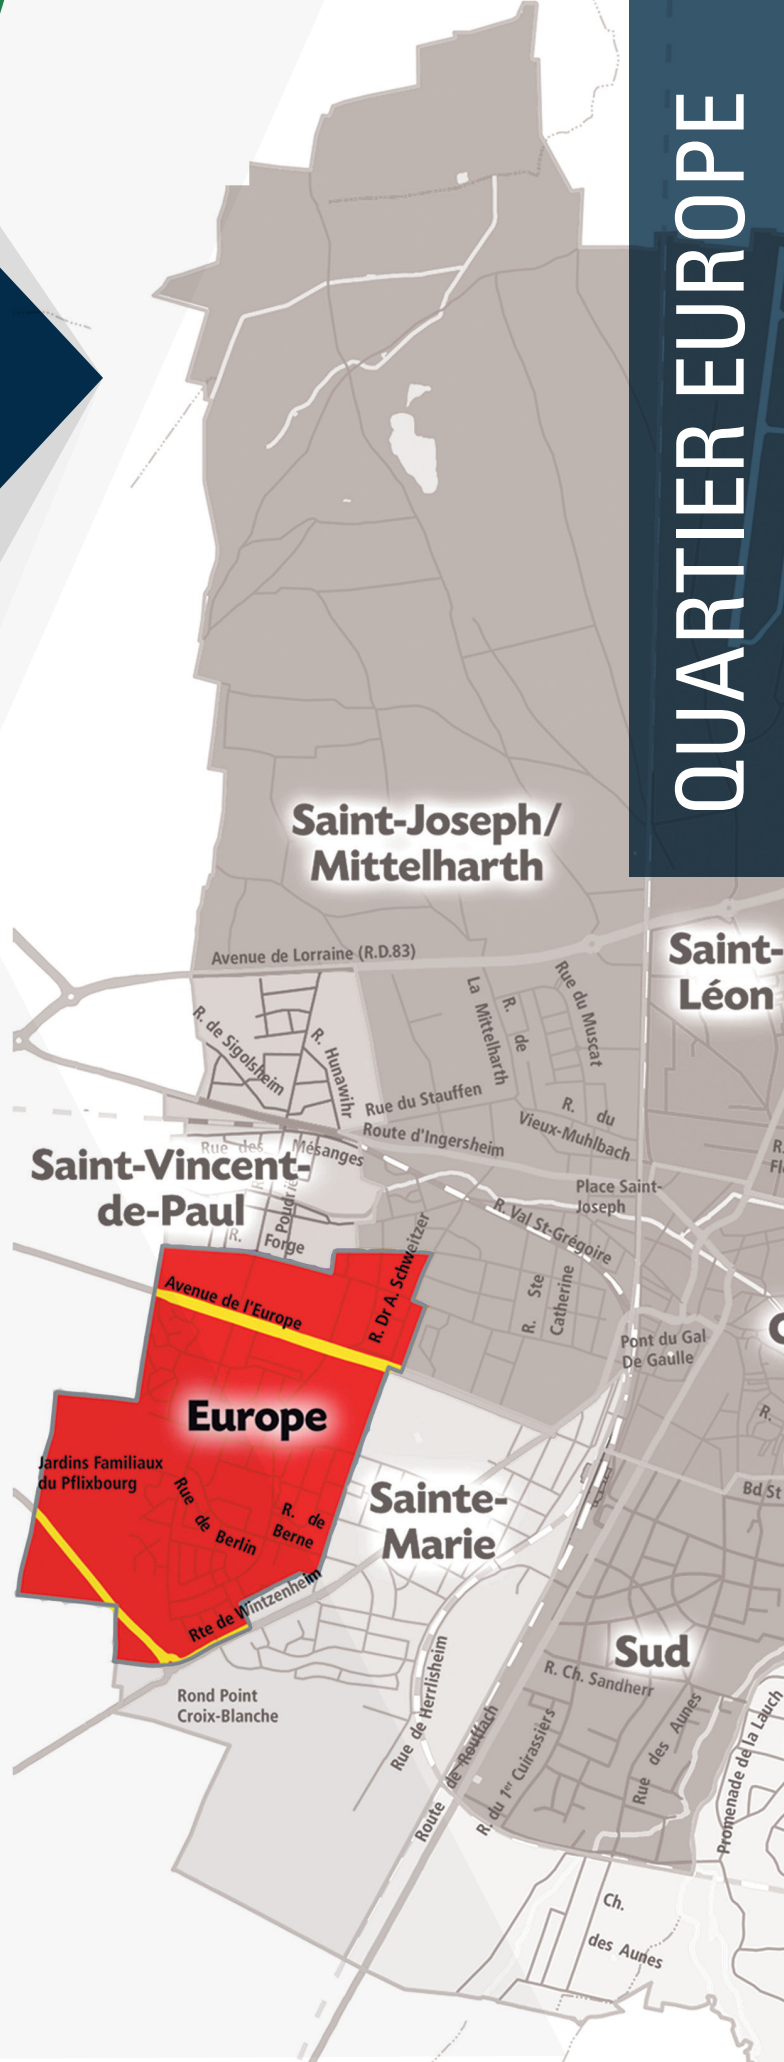 QUARTIER EUROPE
Saint-Joseph/
Mittelharth
Saint-
Léon
Avenue de Lorraine (R.D.83)
R. de Sigolsheim
R. Hunawihr
La Mittelharth
R. de
Rue du Muscat
Rue du Stauffen
R. du
Vieux-Muhlbach
Route d'Ingersheim
Rue des Mésanges
Saint-Vincent-
de-Paul
Poudrière
R.
Forge
Place Saint-
Joseph
R. Val St-Grégoire
R. Dr A. Schweitzer
R. Ste
Catherine
Avenue de l'Europe
Pont du Gal
De Gaulle
Europe
R.
Jardins Familiaux
du Pflixbourg
Rue de Berlin
R. de
Berne
Sainte-
Marie
Bd St
Rte de Wintzenheim
Sud
R. Ch. Sandherr
Rond Point
Croix-Blanche
Rue de Herrlisheim
Route de Rouffach
R. du 1er Cuirassiers
Rue des Aunes
Promenade de la Lauch
Ch.
des Aunes